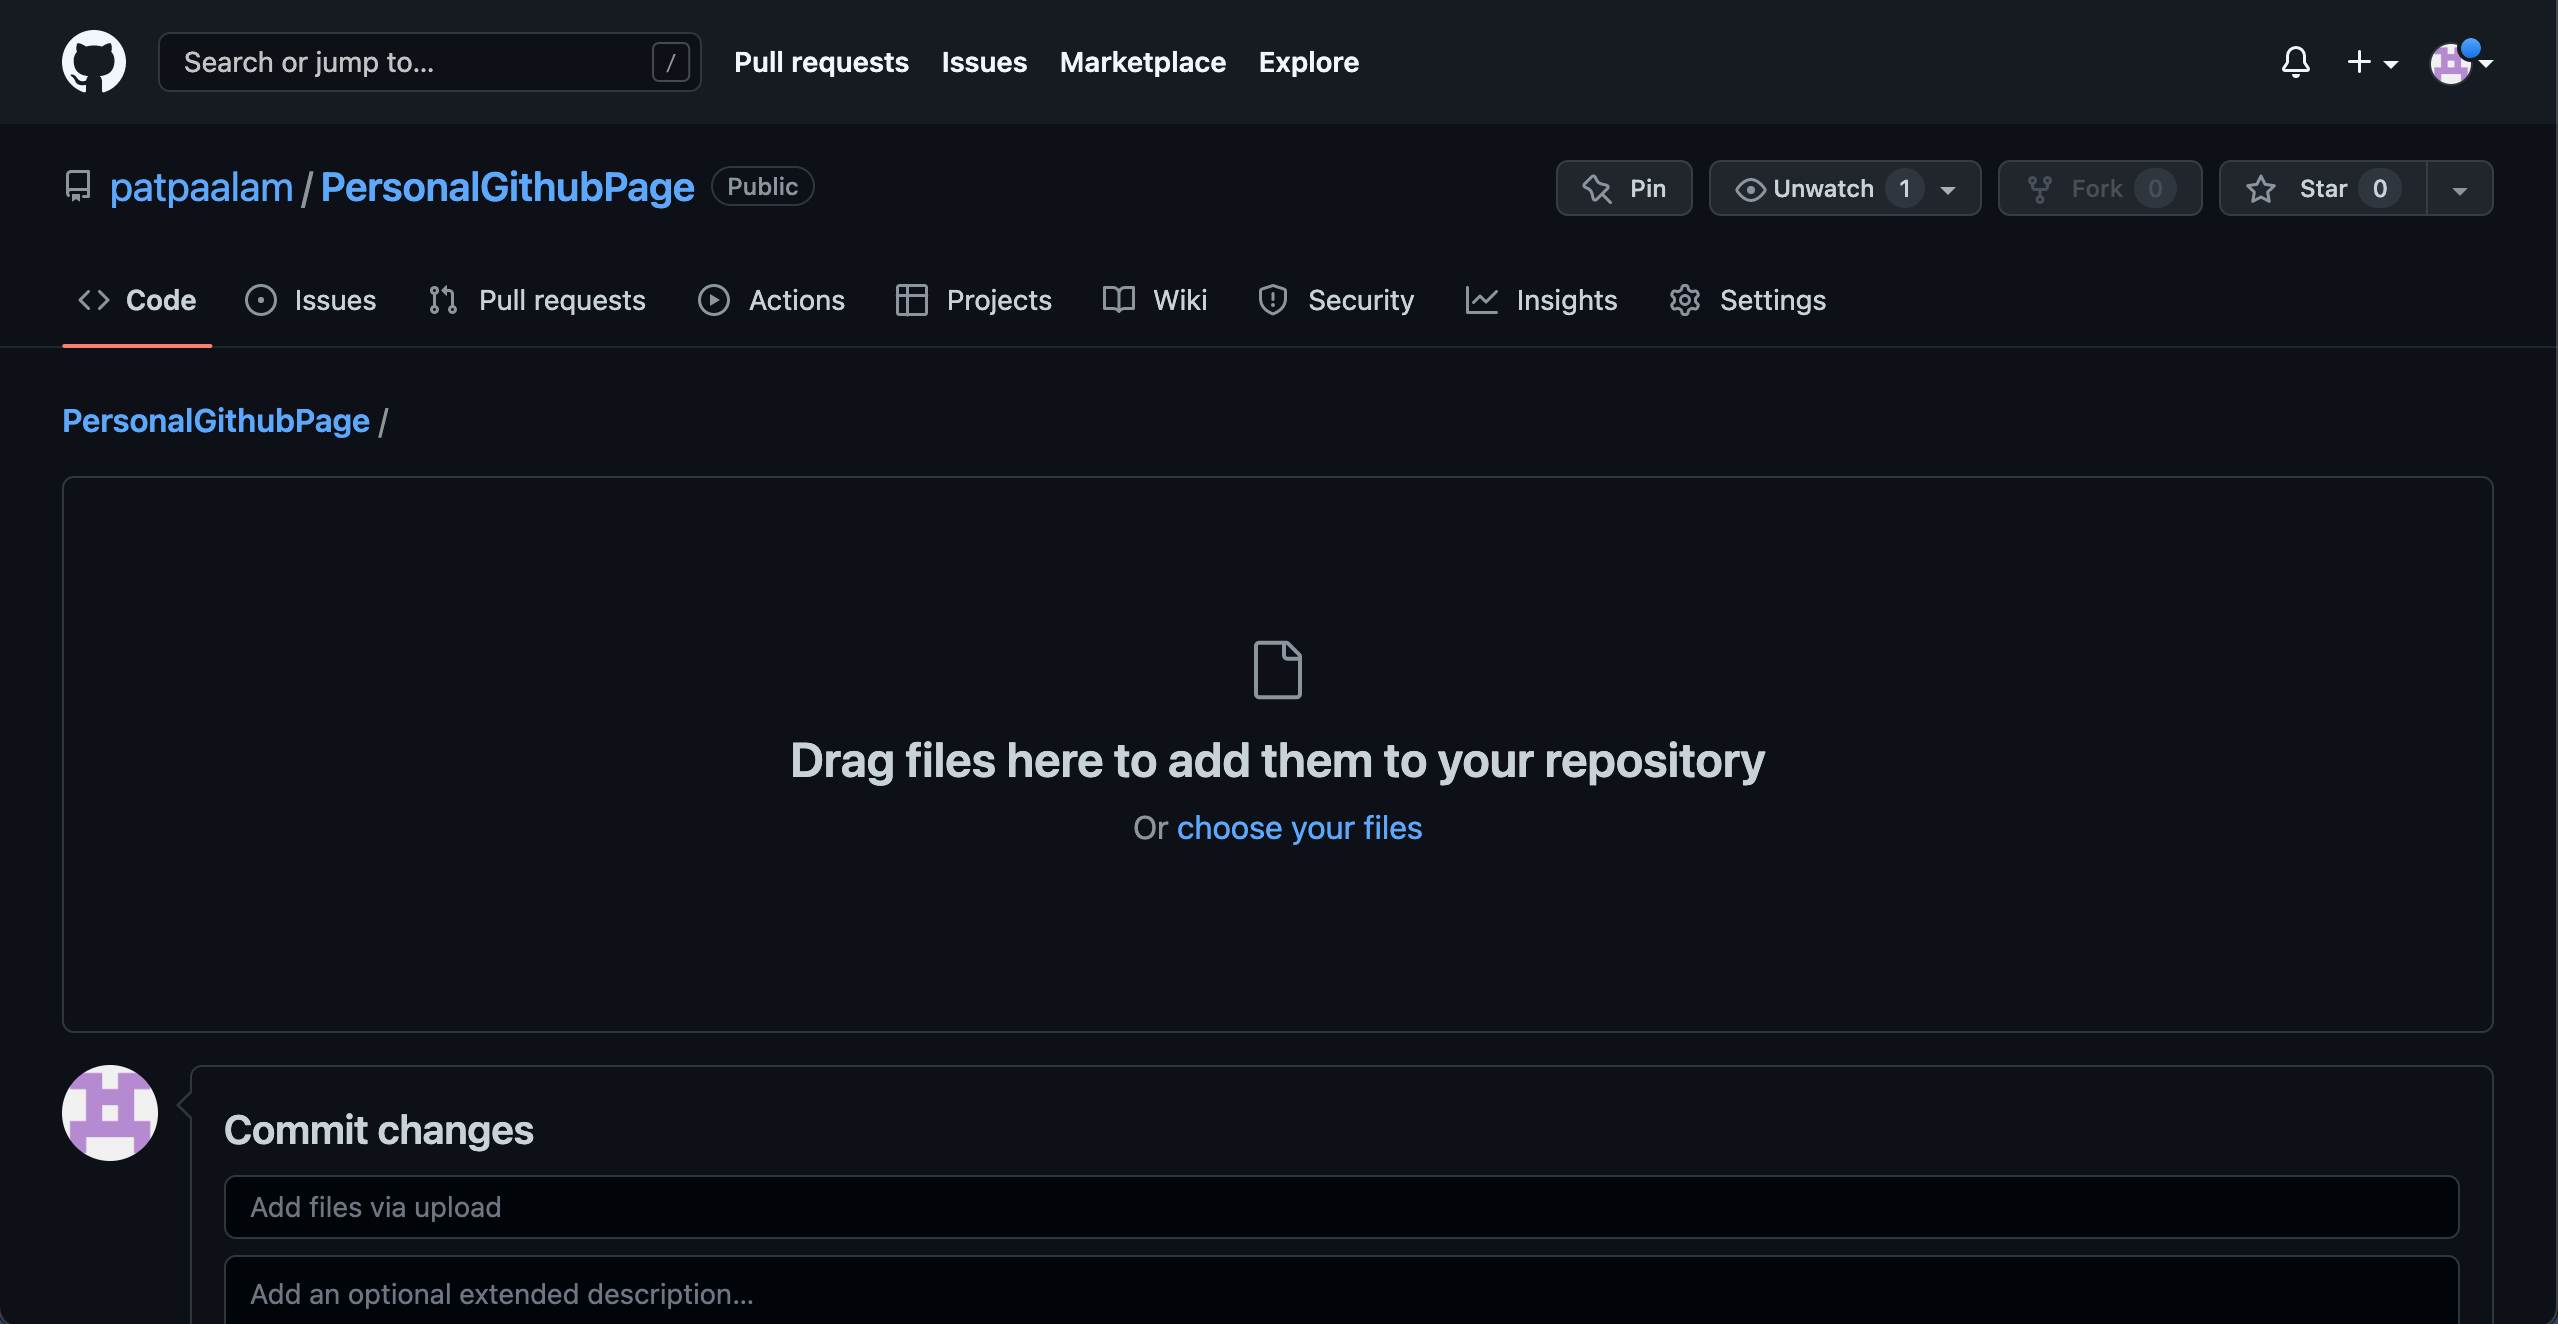 Search or jump to... / Pull requests Issues Marketplace Explore
patpaalam / PersonalGithubPage Public Pin Unwatch 1 Fork 0 Star 0
Code Issues Pull requests Actions Projects Wiki Security Insights Settings
PersonalGithubPage /
Drag files here to add them to your repository
Or choose your files
Commit changes
Add files via upload
Add an optional extended description...